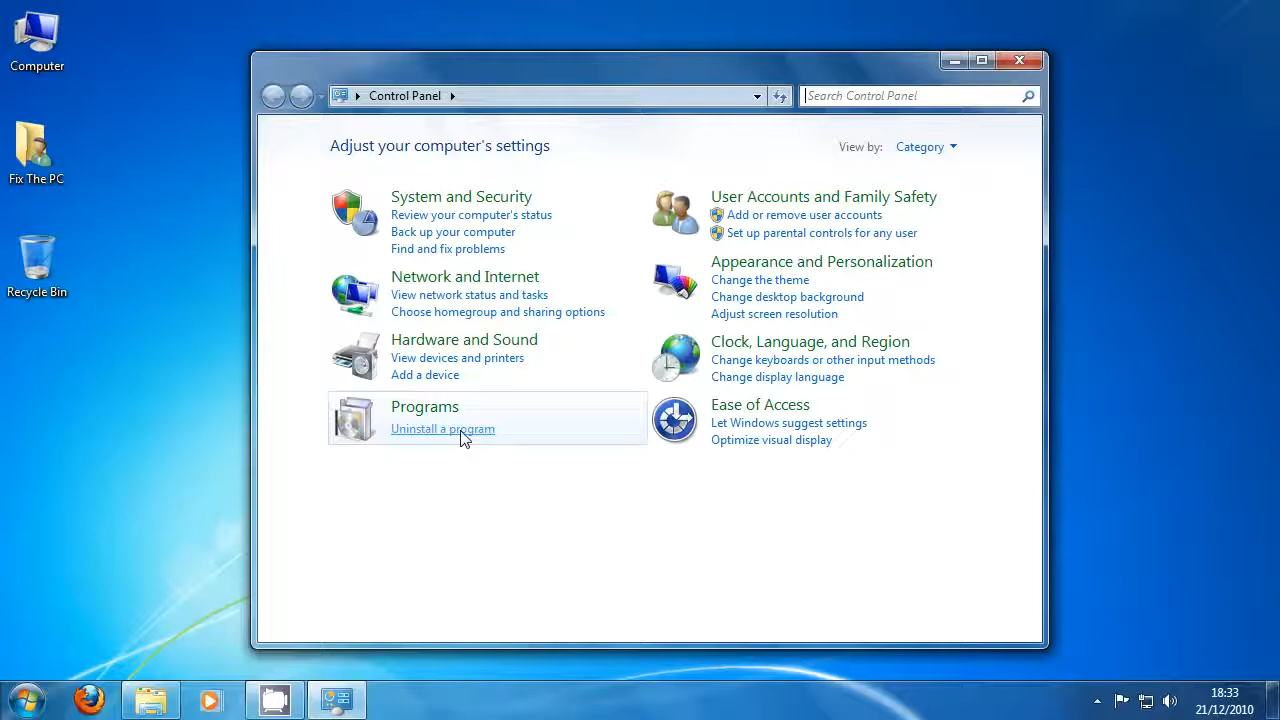 Computer
Fix The PC
Recycle Bin
Control Panel
Search Control Panel
Adjust your computer's settings
View by: Category
System and Security
Review your computer's status
Back up your computer
Find and fix problems
Network and Internet
View network status and tasks
Choose homegroup and sharing options
Hardware and Sound
View devices and printers
Add a device
Programs
Uninstall a program
User Accounts and Family Safety
Add or remove user accounts
Set up parental controls for any user
Appearance and Personalization
Change the theme
Change desktop background
Adjust screen resolution
Clock, Language, and Region
Change keyboards or other input methods
Change display language
Ease of Access
Let Windows suggest settings
Optimize visual display
18:33
21/12/2010